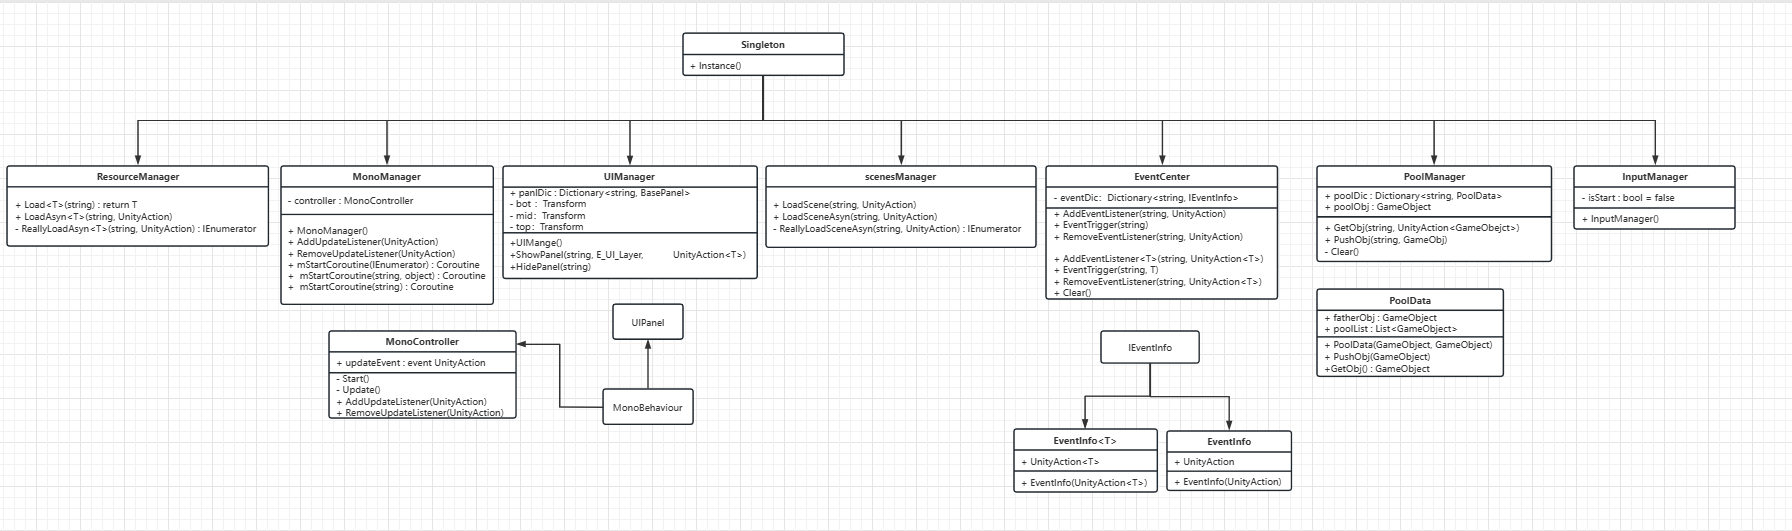 Singleton
+ Instance()
ResourceManager
+ Load<T>(string) : return T
+ LoadAsyn<T>(string, UnityAction)
- ReallyLoadAsyn<T>(string, UnityAction) : IEnumerator
MonoManager
- controller : MonoController
+ MonoManager()
+ AddUpdateListener(UnityAction)
+ RemoveUpdateListener(UnityAction)
+ mStartCoroutine(IEnumerator) : Coroutine
+ mStartCoroutine(string, object) : Coroutine
+ mStartCoroutine(string) : Coroutine
UIManager
+ panlDic : Dictionary<string, BasePanel>
- bot : Transform
- mid: Transform
- top: Transform
+UIMange()
+ShowPanel(string, E_UI_Layer, UnityAction<T>)
+HidePanel(string)
scenesManager
+ LoadScene(string, UnityAction)
+ LoadSceneAsyn(string, UnityAction)
- ReallyLoadSceneAsyn(string, UnityAction) : IEnumerator
EventCenter
- eventDic: Dictionary<string, IEventInfo>
+ AddEventListener(string, UnityAction)
+ EventTrigger(string)
+ RemoveEventListener(string, UnityAction)
+ AddEventListener<T>(string, UnityAction<T>)
+ EventTrigger(string, T)
+ RemoveEventListener(string, UnityAction<T>)
+ Clear()
PoolManager
+ poolDic : Dictionary<string, PoolData>
+ poolObj : GameObject
+ GetObj(string, UnityAction<GameObejct>)
+ PushObj(string, GameObj)
- Clear()
InputManager
- isStart : bool = false
+ InputManager()
PoolData
+ fatherObj : GameObject
+ poolList : List<GameObject>
+ PoolData(GameObject, GameObject)
+ PushObj(GameObject)
+GetObj() : GameObject
UIPanel
MonoController
+ updateEvent : event UnityAction
- Start()
- Update()
+ AddUpdateListener(UnityAction)
+ RemoveUpdateListener(UnityAction)
MonoBehaviour
IEventInfo
EventInfo<T>
+ UnityAction<T>
+ EventInfo(UnityAction<T>)
EventInfo
+ UnityAction
+ EventInfo(UnityAction)